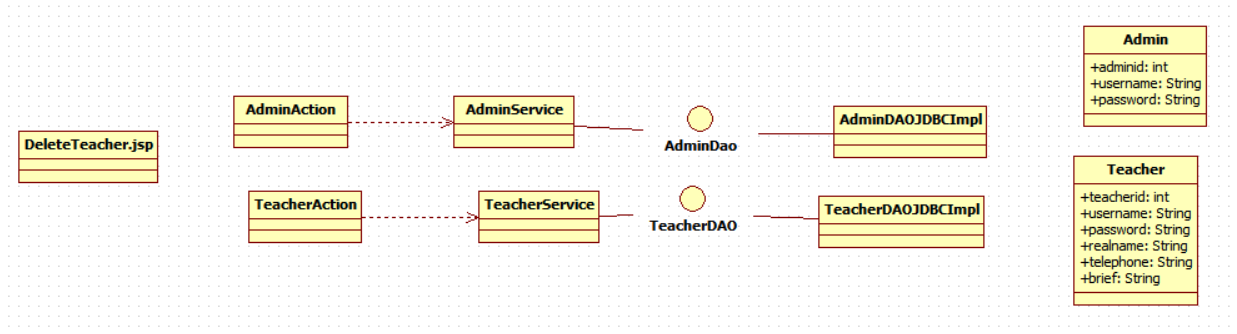 DeleteTeacher.jsp
AdminAction
AdminService
AdminDao
AdminDAOJDBCImpl
TeacherAction
TeacherService
TeacherDAO
TeacherDAOJDBCImpl
Admin
+adminid: int
+username: String
+password: String
Teacher
+teacherid: int
+username: String
+password: String
+realname: String
+telephone: String
+brief: String